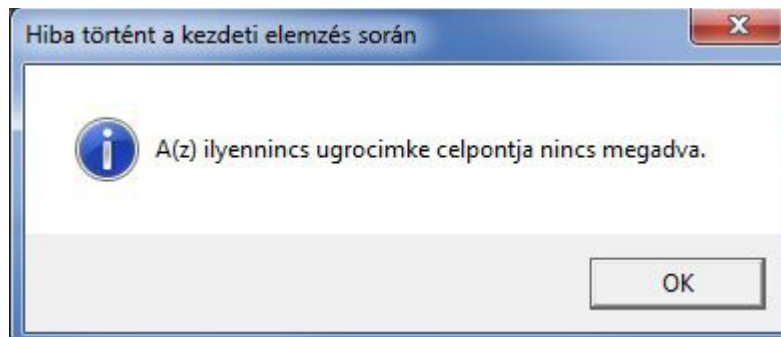 Hiba történt a kezdeti elemzés során
A(z) ilyennincs ugrocimke celpontja nincs megadva.
OK